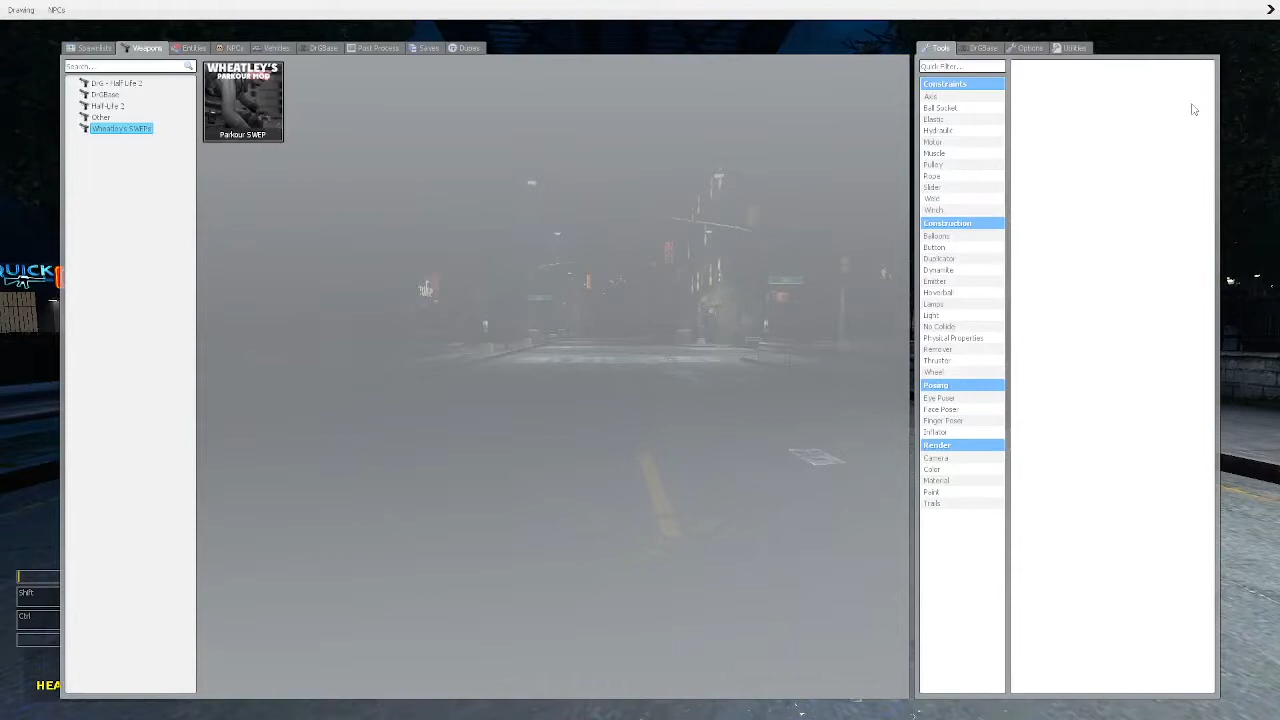 Drawing NPCs
Spawnlists Weapons Entities NPCs Vehicles DrGBase Post Process Saves Dupes
Tools DrGBase Options Utilities
Search...
DrG - Half Life 2
DrGBase
Half-Life 2
Other
Wheatley's SWEPs
WHEATLEY'S
PARKOUR MOD
Parkour SWEP
Quick Filter...
Constraints
Axis
Ball Socket
Elastic
Hydraulic
Motor
Muscle
Pulley
Rope
Slider
Weld
Winch
Construction
Balloons
Button
Duplicator
Dynamite
Emitter
Hoverball
Lamps
Light
No Collide
Physical Properties
Remover
Thruster
Wheel
Posing
Eye Poser
Face Poser
Finger Poser
Inflator
Render
Camera
Color
Material
Paint
Trails
QUICK
Shift
Ctrl
HEA